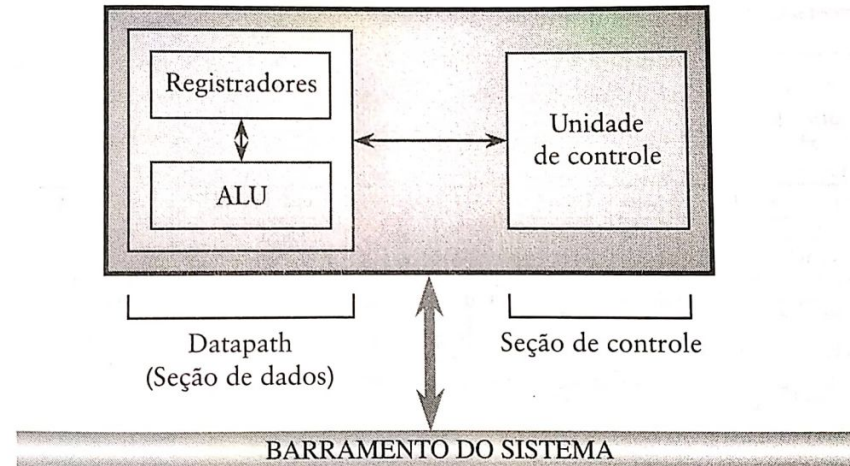 Registradores
ALU
Unidade
de controle
Datapath
(Seção de dados)
Seção de controle
BARRAMENTO DO SISTEMA